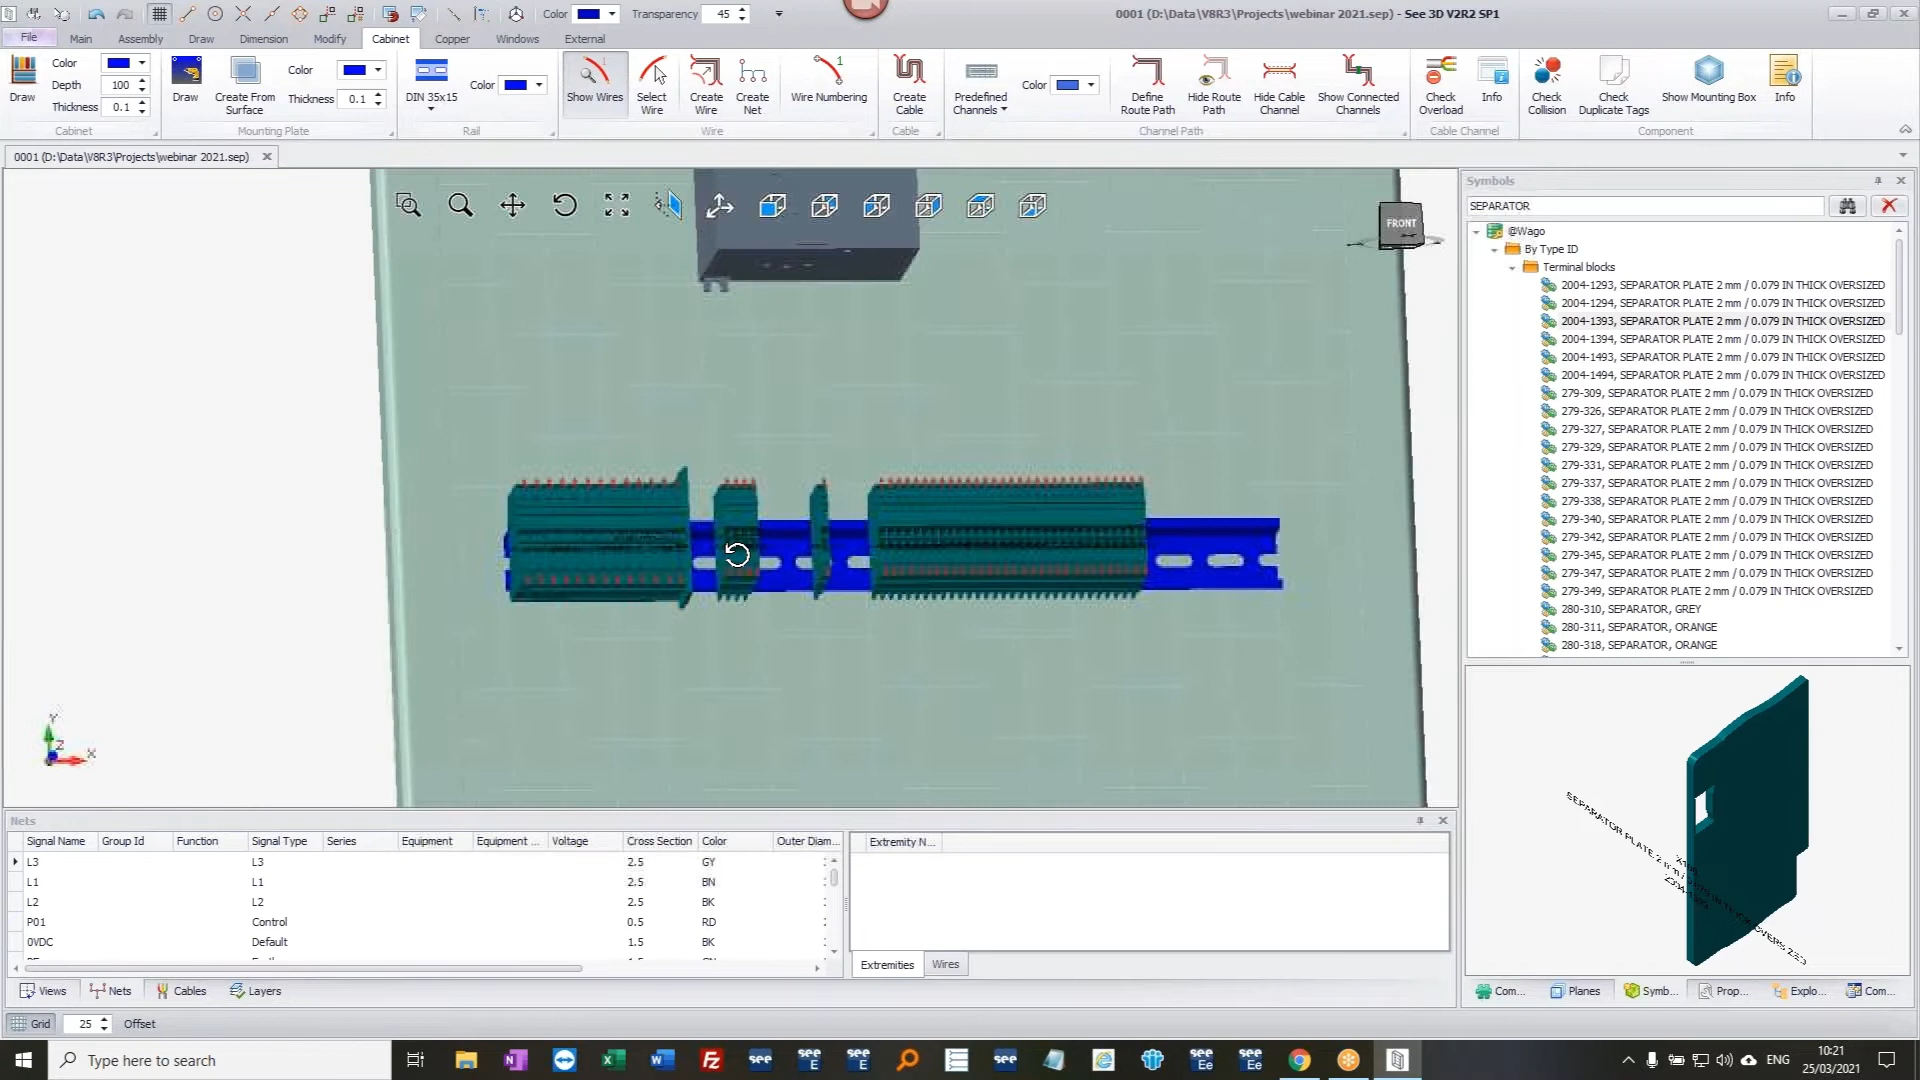 Color
Transparency 45
0001 (D:\Data\V8R3\Projects\webinar 2021.sep) - See 3D V2R2 SP1
File Main Assembly Draw Dimension Modify Cabinet Copper Windows External
Color
Depth 100
Thickness 0.1
Draw
Cabinet
Draw
Create From Surface
Color
Thickness 0.1
Mounting Plate
DIN 35x15
Color
Rail
Show Wires
Select Wire
Create Wire
Create Net
Wire Numbering
Wire
Create Cable
Cable
Predefined Channels
Color
Define Route Path
Hide Route Path
Hide Cable Channel
Show Connected Channels
Channel Path
Check Overload
Info
Cable Channel
Check Collision
Check Duplicate Tags
Show Mounting Box
Info
Component
0001 (D:\Data\V8R3\Projects\webinar 2021.sep)
FRONT
Y
Z
X
Symbols
SEPARATOR
@Wago
By Type ID
Terminal blocks
2004-1293, SEPARATOR PLATE 2 mm / 0.079 IN THICK OVERSIZED
2004-1294, SEPARATOR PLATE 2 mm / 0.079 IN THICK OVERSIZED
2004-1393, SEPARATOR PLATE 2 mm / 0.079 IN THICK OVERSIZED
2004-1394, SEPARATOR PLATE 2 mm / 0.079 IN THICK OVERSIZED
2004-1493, SEPARATOR PLATE 2 mm / 0.079 IN THICK OVERSIZED
2004-1494, SEPARATOR PLATE 2 mm / 0.079 IN THICK OVERSIZED
279-309, SEPARATOR PLATE 2 mm / 0.079 IN THICK OVERSIZED
279-326, SEPARATOR PLATE 2 mm / 0.079 IN THICK OVERSIZED
279-327, SEPARATOR PLATE 2 mm / 0.079 IN THICK OVERSIZED
279-329, SEPARATOR PLATE 2 mm / 0.079 IN THICK OVERSIZED
279-331, SEPARATOR PLATE 2 mm / 0.079 IN THICK OVERSIZED
279-337, SEPARATOR PLATE 2 mm / 0.079 IN THICK OVERSIZED
279-338, SEPARATOR PLATE 2 mm / 0.079 IN THICK OVERSIZED
279-340, SEPARATOR PLATE 2 mm / 0.079 IN THICK OVERSIZED
279-342, SEPARATOR PLATE 2 mm / 0.079 IN THICK OVERSIZED
279-345, SEPARATOR PLATE 2 mm / 0.079 IN THICK OVERSIZED
279-347, SEPARATOR PLATE 2 mm / 0.079 IN THICK OVERSIZED
279-349, SEPARATOR PLATE 2 mm / 0.079 IN THICK OVERSIZED
280-310, SEPARATOR, GREY
280-311, SEPARATOR, ORANGE
280-318, SEPARATOR, ORANGE
SEPARATOR PLATE 2
Com... Planes Symb... Prop... Explo... Com...
Nets
Signal Name Group Id Function Signal Type Series Equipment Equipment ... Voltage Cross Section Color Outer Diam...
L3 L3 2.5 GY
L1 L1 2.5 BN
L2 L2 2.5 BK
P01 Control 0.5 RD
0VDC Default 1.5 BK
Extremity N...
Extremities Wires
Views Nets Cables Layers
Grid 25 Offset
Type here to search
see see E see E see see Ee see Ee
ENG
10:21
25/03/2021